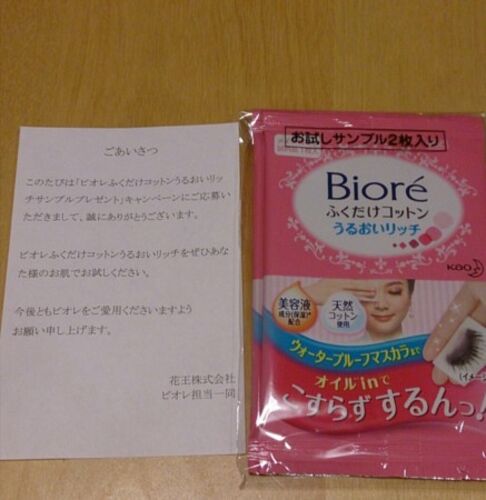 ごあいさつ
このたびは「ビオレふくだけコットンうるおいリッ
チサンプルプレゼント」キャンペーンにご応募い
ただきまして、誠にありがとうございます。
ビオレふくだけコットンうるおいリッチをぜひあな
た様のお肌でお試しください。
今後ともビオレをご愛用くださいますよう
お願い申し上げます。
花王株式会社
ビオレ担当一同
お試しサンプル2枚入り
Bioré
ふくだけコットン
うるおいリッチ
Kao
美容液
成分(保湿)*
配合
天然
コットン
使用
ウォータープルーフマスカラまで
オイルinで
こすらずするんっ!
(イメージ